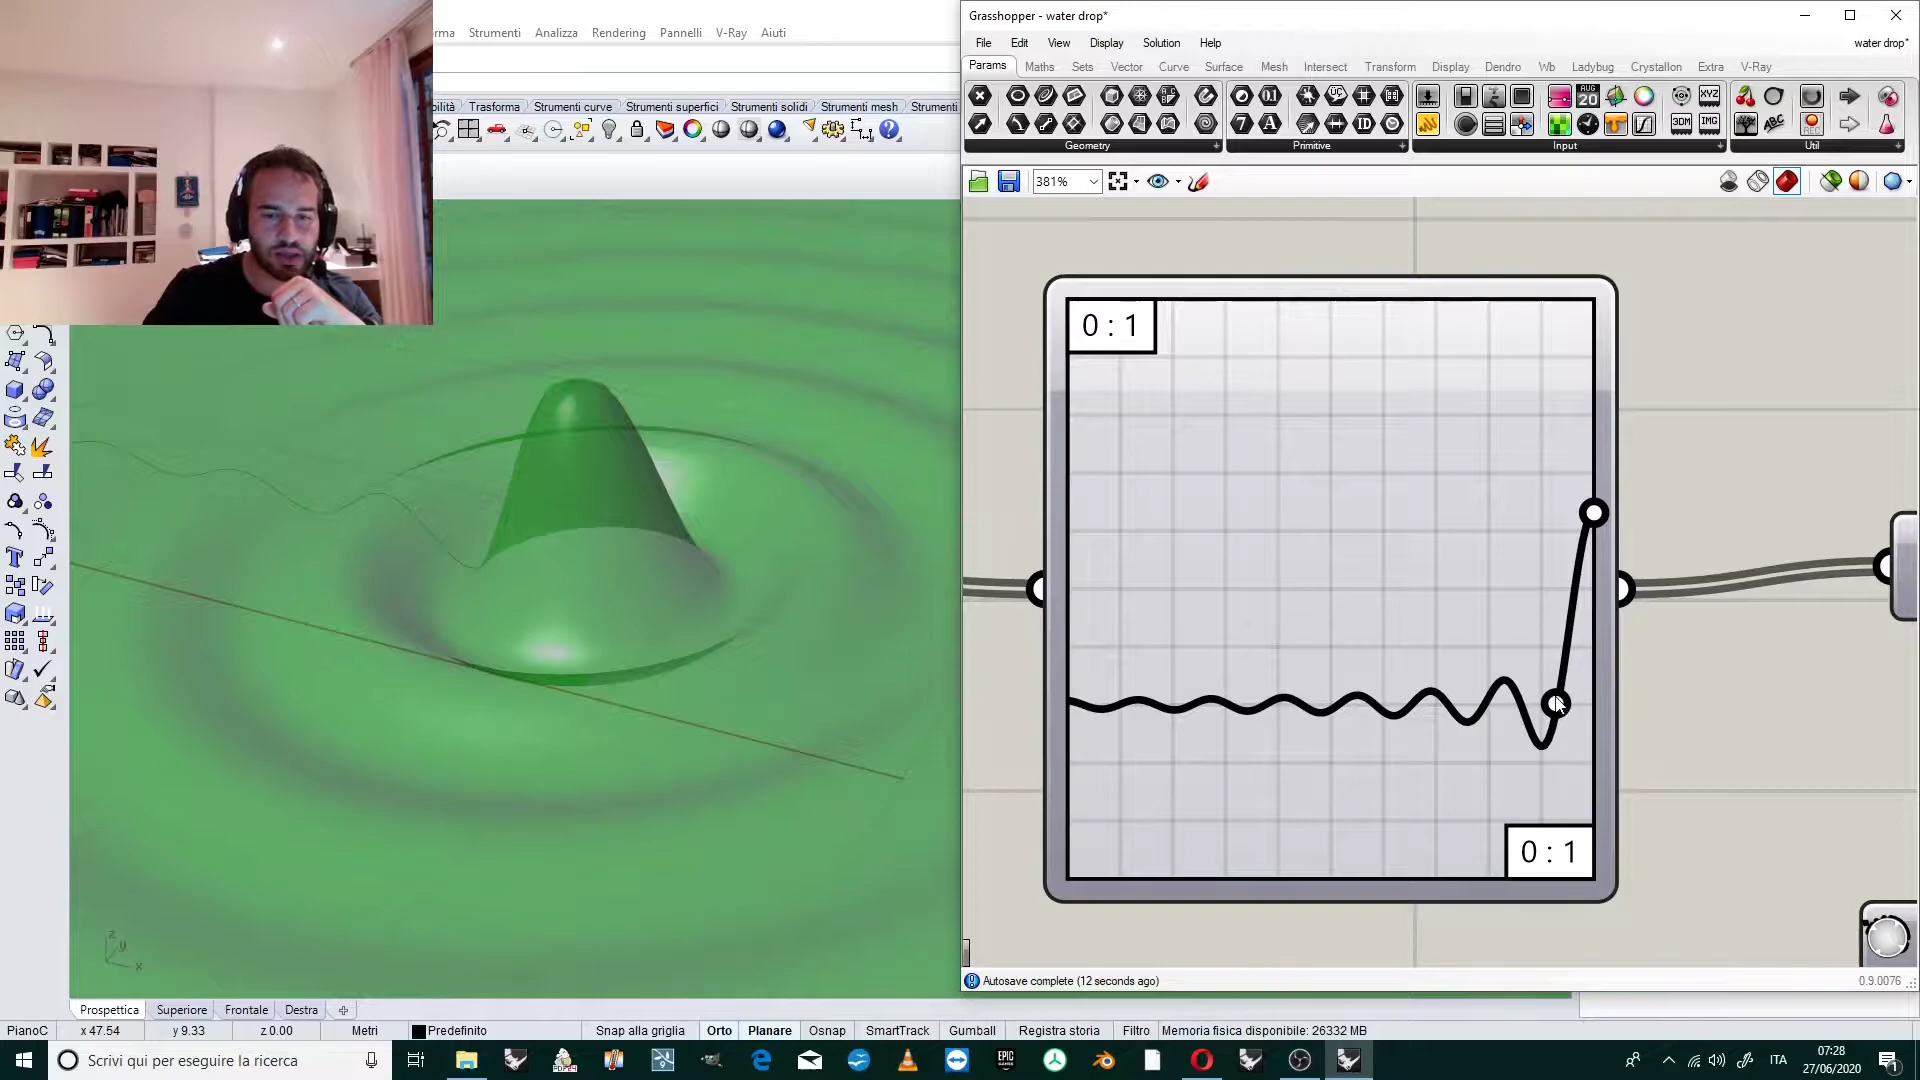 Grasshopper - water drop*
rma Strumenti Analizza Rendering Pannelli V-Ray Aiuti
File Edit View Display Solution Help
water drop*
Params Maths Sets Vector Curve Surface Mesh Intersect Transform Display Dendro Wb Ladybug Crystallon Extra V-Ray
bilità Trasforma Strumenti curve Strumenti superfici Strumenti solidi Strumenti mesh Strumenti
Geometry Primitive Input Util
381%
0 : 1
0 : 1
z
y
x
Autosave complete (12 seconds ago)
0.9.0076
Prospettica Superiore Frontale Destra
PianoC x 47.54 y 9.33 z 0.00 Metri Predefinito Snap alla griglia Orto Planare Osnap SmartTrack Gumball Registra storia Filtro Memoria fisica disponibile: 26332 MB
Scrivi qui per eseguire la ricerca
ITA
07:28
27/06/2020